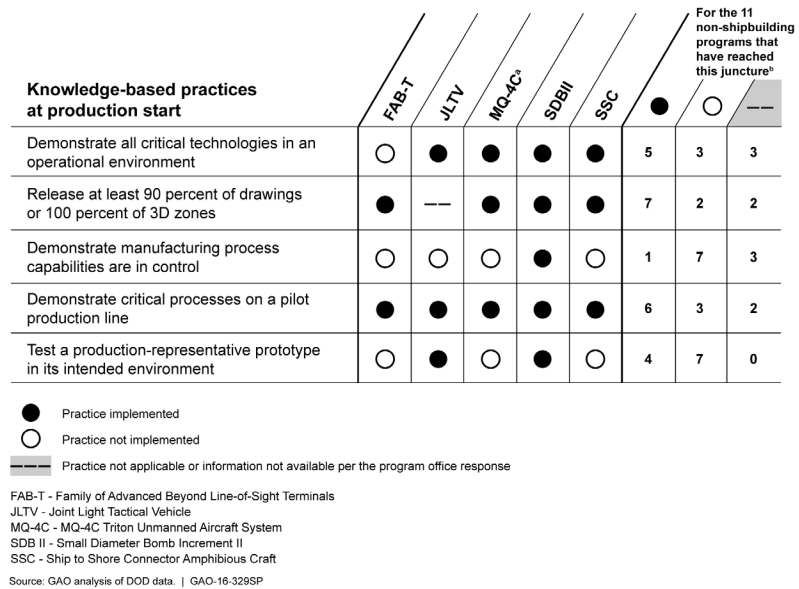 For the 11
non-shipbuilding
programs that
have reached
this junctureᵇ
Knowledge-based practices
at production start
FAB-T
JLTV
MQ-4Cᵃ
SDBII
SSC
Demonstrate all critical technologies in an
operational environment
5 3 3
Release at least 90 percent of drawings
or 100 percent of 3D zones
7 2 2
Demonstrate manufacturing process
capabilities are in control
1 7 3
Demonstrate critical processes on a pilot
production line
6 3 2
Test a production-representative prototype
in its intended environment
4 7 0
Practice implemented
Practice not implemented
Practice not applicable or information not available per the program office response
FAB-T - Family of Advanced Beyond Line-of-Sight Terminals
JLTV - Joint Light Tactical Vehicle
MQ-4C - MQ-4C Triton Unmanned Aircraft System
SDB II - Small Diameter Bomb Increment II
SSC - Ship to Shore Connector Amphibious Craft
Source: GAO analysis of DOD data. | GAO-16-329SP